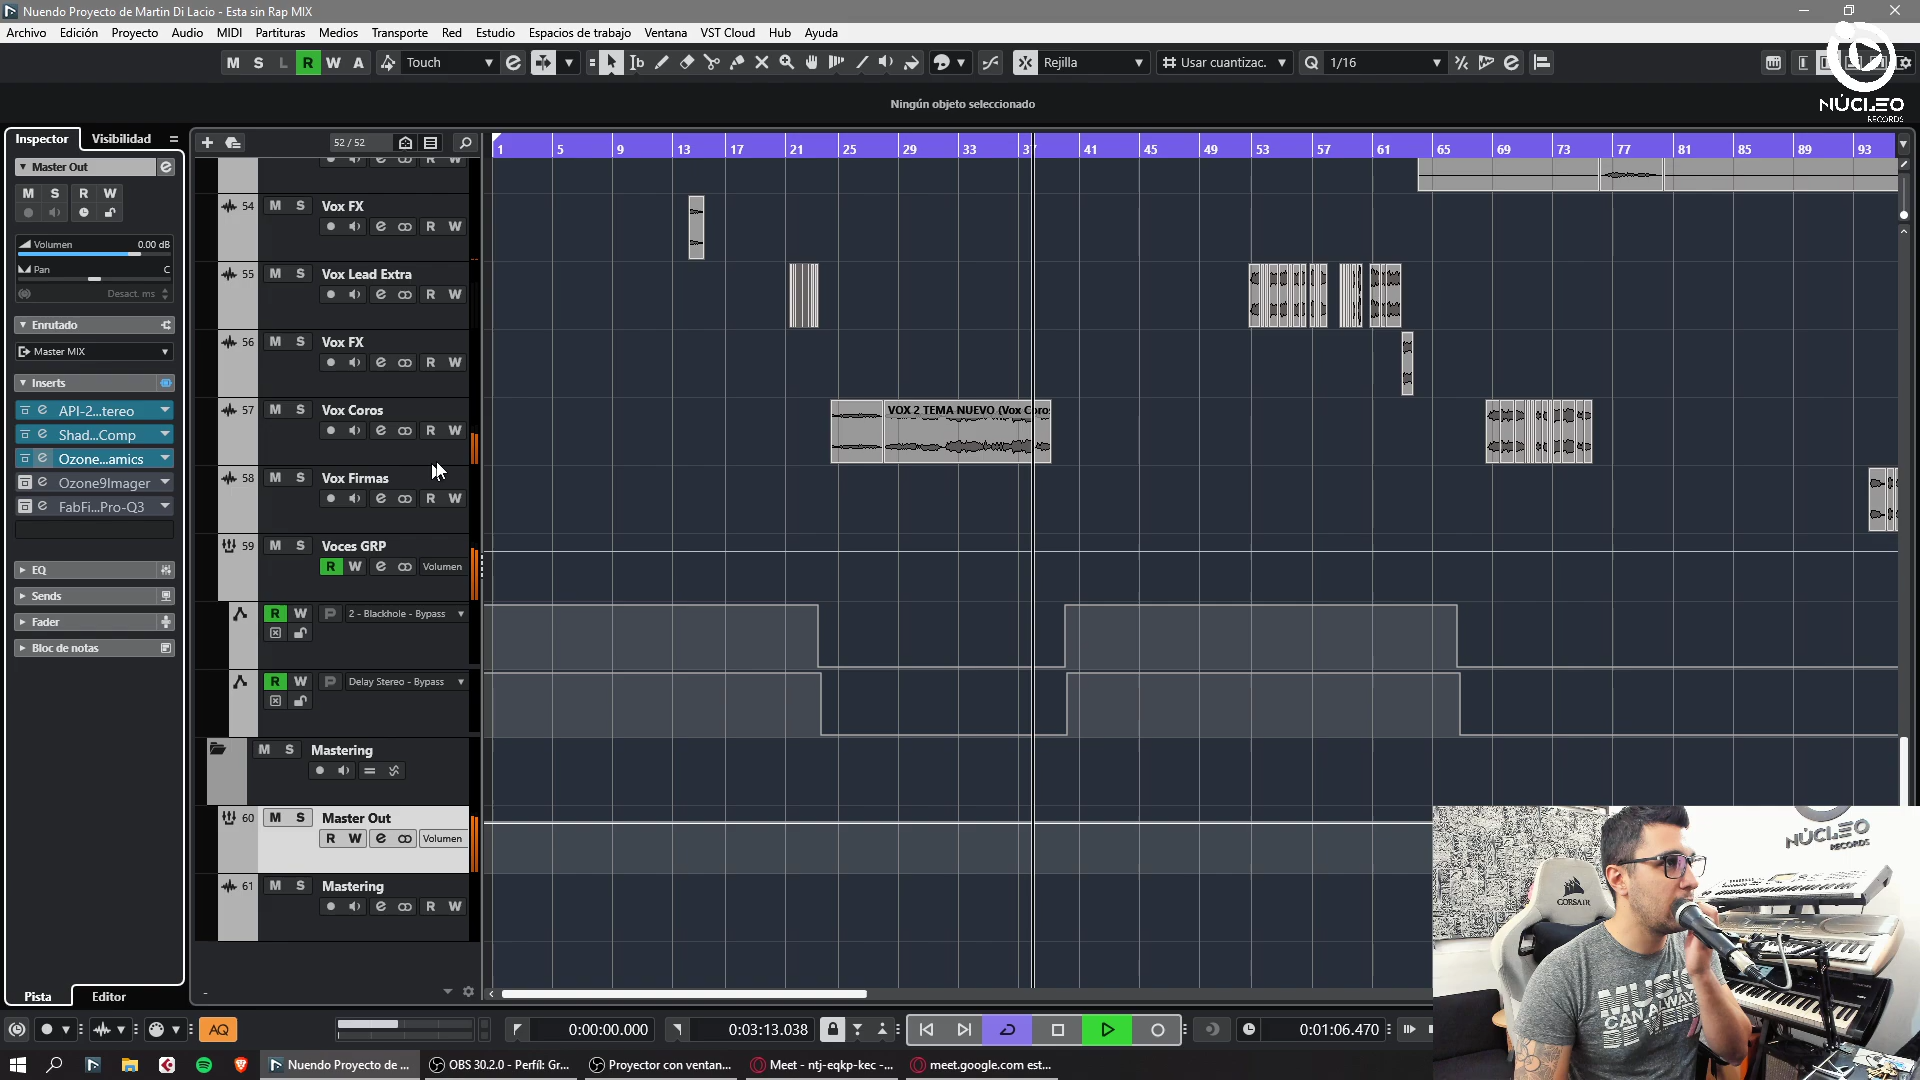 Nuendo Proyecto de Martin Di Lacio - Esta sin Rap MIX
Archivo Edición Proyecto Audio MIDI Partituras Medios Transporte Red Estudio Espacios de trabajo Ventana VST Cloud Hub Ayuda
M S L R W A Touch Rejilla Usar cuantizac. Q 1/16
NÚCLEO
RECORDS
Ningún objeto seleccionado
Inspector Visibilidad 52 / 52
1 5 9 13 17 21 25 29 33 37 41 45 49 53 57 61 65 69 73 77 81 85 89 93
Master Out
M S R W
Volumen 0.00 dB
Pan C
Desact. ms
Enrutado
Master MIX
Inserts
API-2...tereo
Shad...Comp
Ozone...amics
Ozone9Imager
FabFi...Pro-Q3
EQ
Sends
Fader
Bloc de notas
R W
54 M S Vox FX
R W
55 M S Vox Lead Extra
R W
56 M S Vox FX
R W
57 M S Vox Coros
R W
VOX 2 TEMA NUEVO (Vox Coro
58 M S Vox Firmas
R W
59 M S Voces GRP
R W Volumen
R W P 2 - Blackhole - Bypass
R W P Delay Stereo - Bypass
M S Mastering
60 M S Master Out
R W Volumen
61 M S Mastering
R W
NÚCLEO
RECORDS
CORSAIR
MUSIC
CAN ALWAYS
Pista Editor
AQ 0:00:00.000 0:03:13.038 0:01:06.470
Nuendo Proyecto de ... OBS 30.2.0 - Perfil: Gr... Proyector con ventan... Meet - ntj-eqkp-kec -... meet.google.com est...